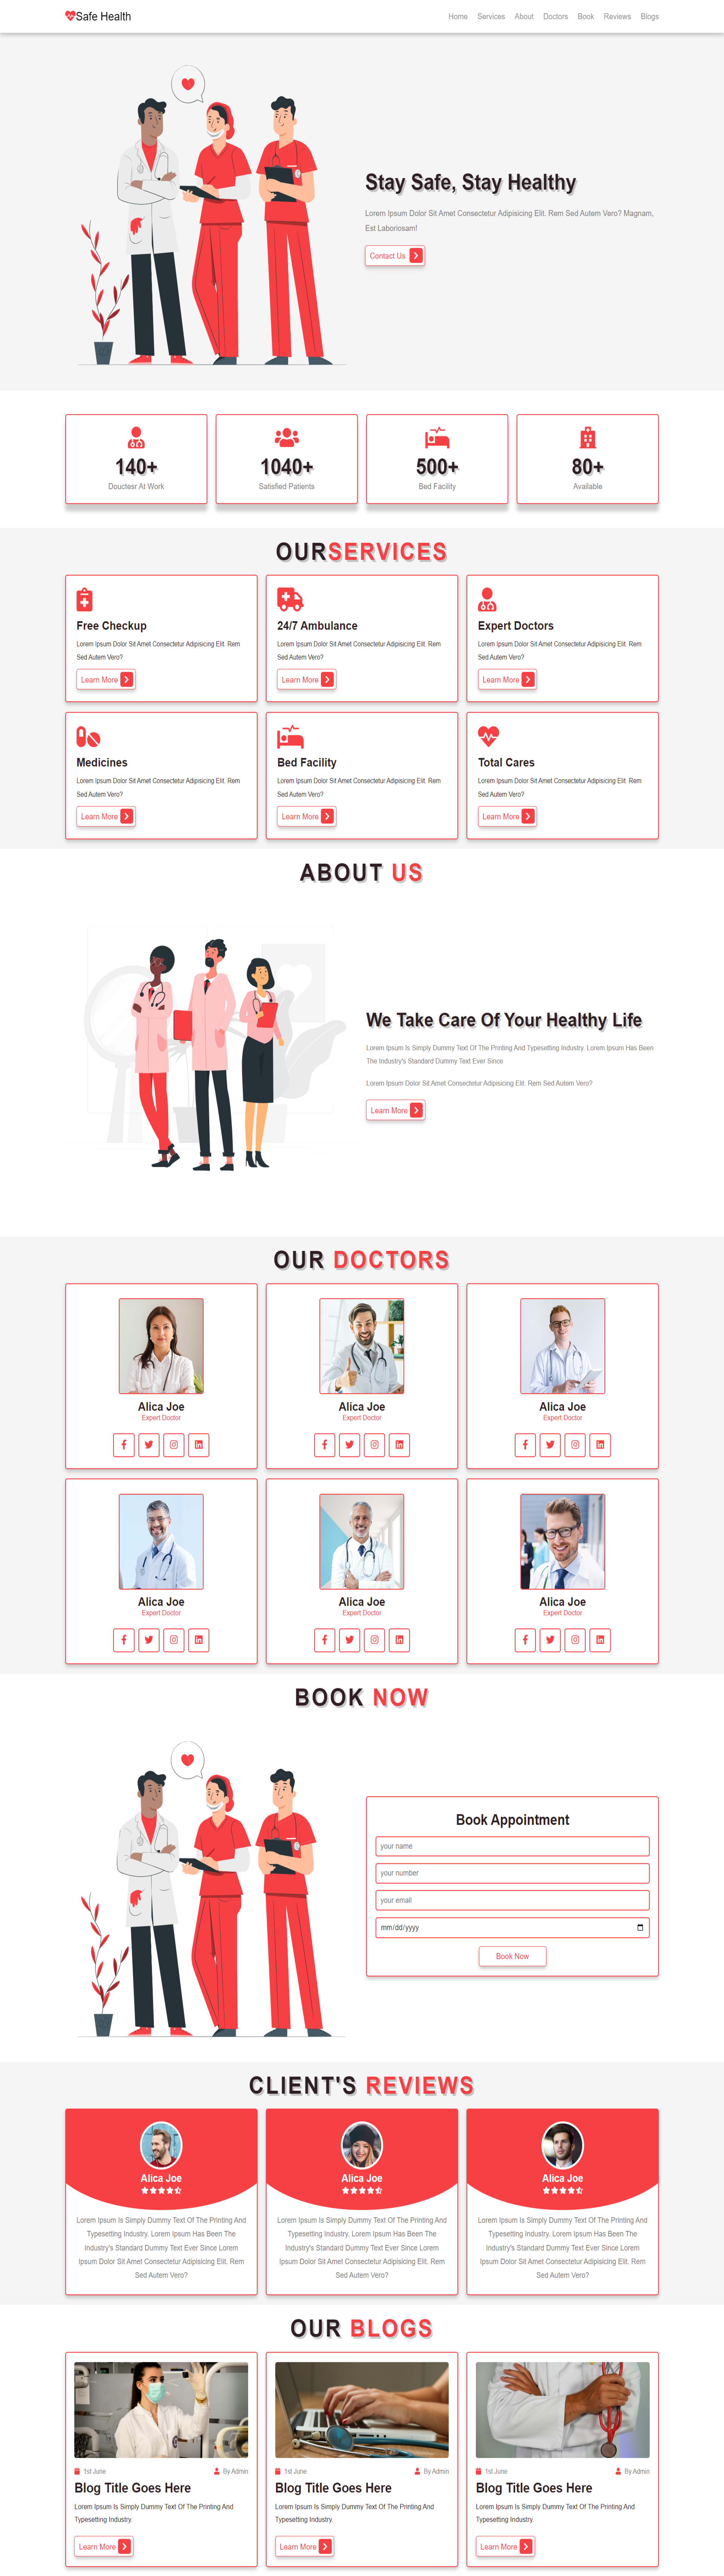 Safe Health
Home Services About Doctors Book Reviews Blogs
Stay Safe, Stay Healthy
Lorem Ipsum Dolor Sit Amet Consectetur Adipisicing Elit. Rem Sed Autem Vero? Magnam,
Est Laboriosam!
Contact Us
140+
Douctesr At Work
1040+
Satisfied Patients
500+
Bed Facility
80+
Available
OURSERVICES
Free Checkup
Lorem Ipsum Dolor Sit Amet Consectetur Adipisicing Elit. Rem
Sed Autem Vero?
Learn More
24/7 Ambulance
Lorem Ipsum Dolor Sit Amet Consectetur Adipisicing Elit. Rem
Sed Autem Vero?
Learn More
Expert Doctors
Lorem Ipsum Dolor Sit Amet Consectetur Adipisicing Elit. Rem
Sed Autem Vero?
Learn More
Medicines
Lorem Ipsum Dolor Sit Amet Consectetur Adipisicing Elit. Rem
Sed Autem Vero?
Learn More
Bed Facility
Lorem Ipsum Dolor Sit Amet Consectetur Adipisicing Elit. Rem
Sed Autem Vero?
Learn More
Total Cares
Lorem Ipsum Dolor Sit Amet Consectetur Adipisicing Elit. Rem
Sed Autem Vero?
Learn More
ABOUT US
We Take Care Of Your Healthy Life
Lorem Ipsum Is Simply Dummy Text Of The Printing And Typesetting Industry. Lorem Ipsum Has Been
The Industry's Standard Dummy Text Ever Since
Lorem Ipsum Dolor Sit Amet Consectetur Adipisicing Elit. Rem Sed Autem Vero?
Learn More
OUR DOCTORS
Alica Joe
Expert Doctor
Alica Joe
Expert Doctor
Alica Joe
Expert Doctor
Alica Joe
Expert Doctor
Alica Joe
Expert Doctor
Alica Joe
Expert Doctor
BOOK NOW
Book Appointment
your name
your number
your email
mm/dd/yyyy
Book Now
CLIENT'S REVIEWS
Alica Joe
Lorem Ipsum Is Simply Dummy Text Of The Printing And
Typesetting Industry. Lorem Ipsum Has Been The
Industry's Standard Dummy Text Ever Since Lorem
Ipsum Dolor Sit Amet Consectetur Adipisicing Elit. Rem
Sed Autem Vero?
Alica Joe
Lorem Ipsum Is Simply Dummy Text Of The Printing And
Typesetting Industry. Lorem Ipsum Has Been The
Industry's Standard Dummy Text Ever Since Lorem
Ipsum Dolor Sit Amet Consectetur Adipisicing Elit. Rem
Sed Autem Vero?
Alica Joe
Lorem Ipsum Is Simply Dummy Text Of The Printing And
Typesetting Industry. Lorem Ipsum Has Been The
Industry's Standard Dummy Text Ever Since Lorem
Ipsum Dolor Sit Amet Consectetur Adipisicing Elit. Rem
Sed Autem Vero?
OUR BLOGS
1st June By Admin
Blog Title Goes Here
Lorem Ipsum Is Simply Dummy Text Of The Printing And
Typesetting Industry.
Learn More
1st June By Admin
Blog Title Goes Here
Lorem Ipsum Is Simply Dummy Text Of The Printing And
Typesetting Industry.
Learn More
1st June By Admin
Blog Title Goes Here
Lorem Ipsum Is Simply Dummy Text Of The Printing And
Typesetting Industry.
Learn More